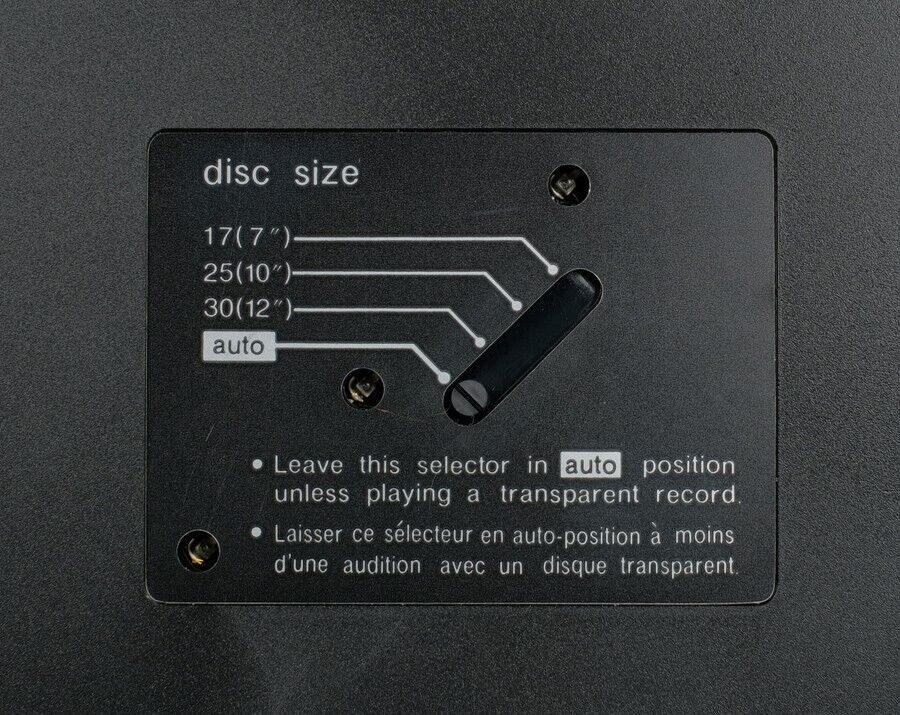 disc size
17( 7″)
25(10″)
30(12″)
auto
• Leave this selector in auto position
unless playing a transparent record.
• Laisser ce sélecteur en auto-position à moins
d'une audition avec un disque transparent.